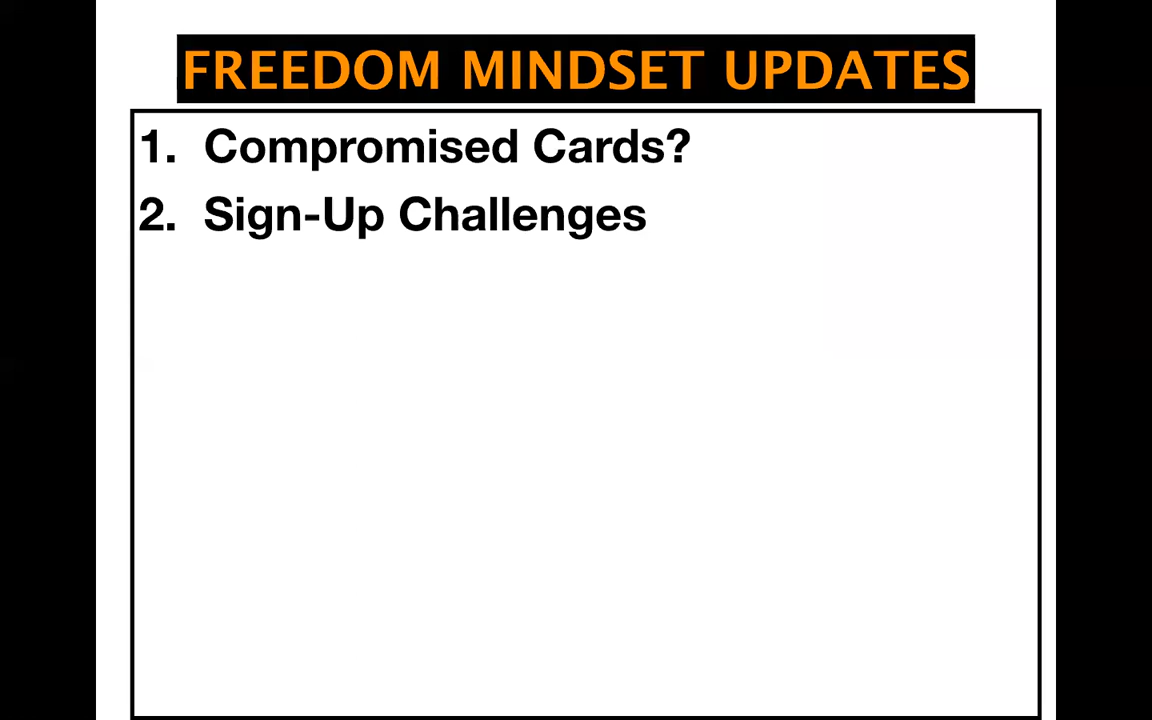 FREEDOM MINDSET UPDATES
1. Compromised Cards?
2. Sign-Up Challenges